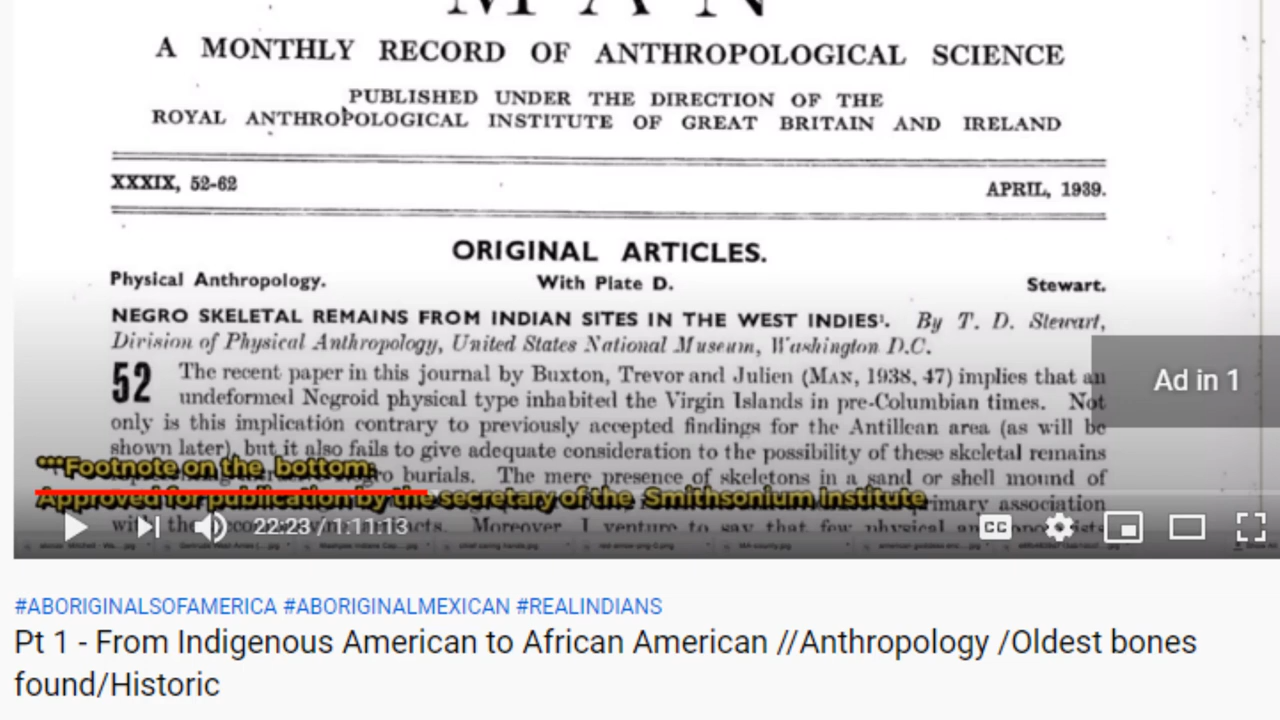 MAN
A MONTHLY RECORD OF ANTHROPOLOGICAL SCIENCE
PUBLISHED UNDER THE DIRECTION OF THE
ROYAL ANTHROPOLOGICAL INSTITUTE OF GREAT BRITAIN AND IRELAND
XXXIX, 52-62 APRIL, 1939.
ORIGINAL ARTICLES.
Physical Anthropology. With Plate D. Stewart.
NEGRO SKELETAL REMAINS FROM INDIAN SITES IN THE WEST INDIES¹. By T. D. Stewart,
Division of Physical Anthropology, United States National Museum, Washington D.C.
52 The recent paper in this journal by Buxton, Trevor and Julien (MAN, 1938, 47) implies that an
undeformed Negroid physical type inhabited the Virgin Islands in pre-Columbian times. Not
only is this implication contrary to previously accepted findings for the Antillean area (as will be
shown later), but it also fails to give adequate consideration to the possibility of these skeletal remains
burials. The mere presence of skeletons in a sand or shell mound of
association
Moreover I venture to say that few physical
Ad in 1
***Footnote on the bottom.
Approved for publication by the secretary of the Smithsonium Institute
22:23 / 1:11:13
CC
#ABORIGINALSOFAMERICA #ABORIGINALMEXICAN #REALINDIANS
Pt 1 - From Indigenous American to African American //Anthropology /Oldest bones
found/Historic